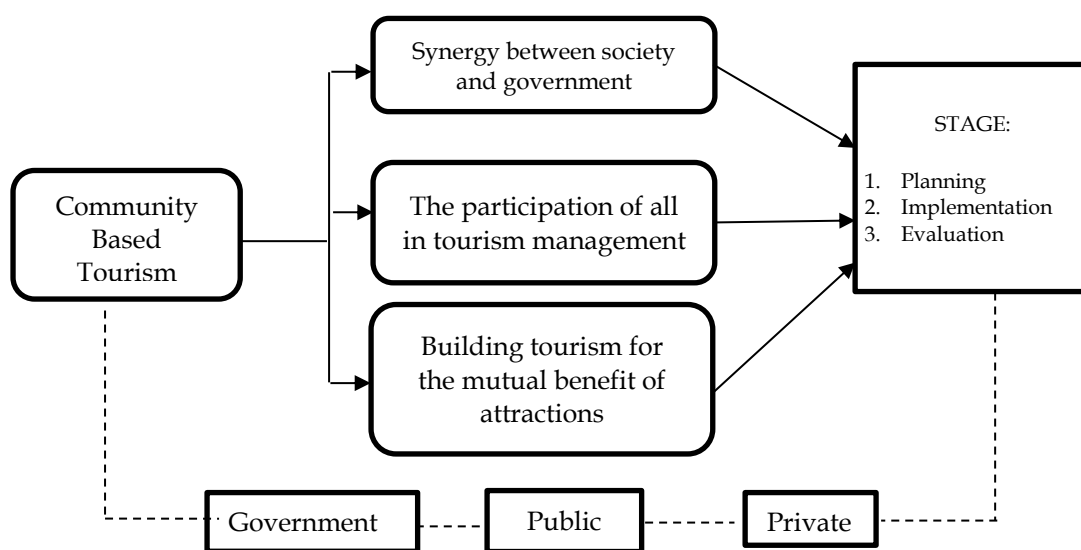 Community
Based
Tourism
Synergy between society
and government
The participation of all
in tourism management
Building tourism for
the mutual benefit of
attractions
STAGE:
1. Planning
2. Implementation
3. Evaluation
Government
Public
Private